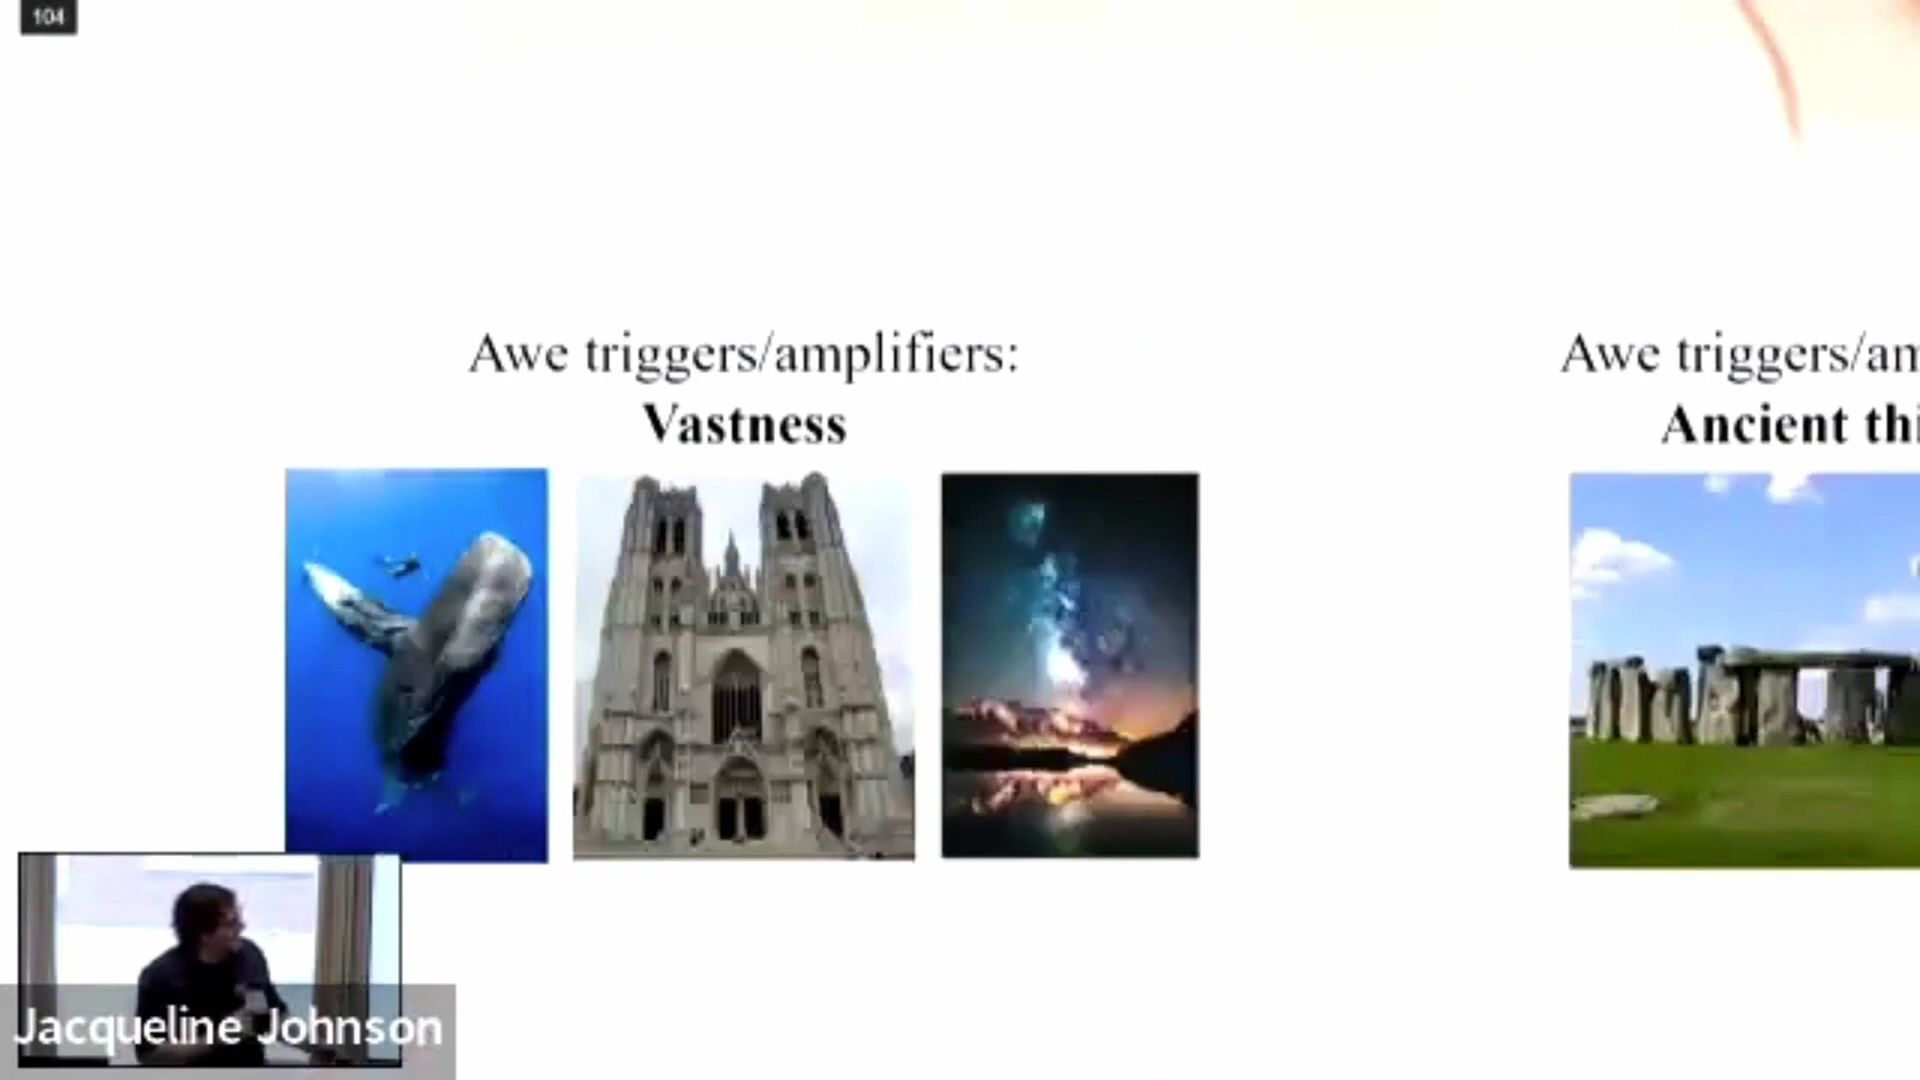 104
Awe triggers/amplifiers:
Vastness
Awe triggers/am
Ancient thi
Jacqueline Johnson